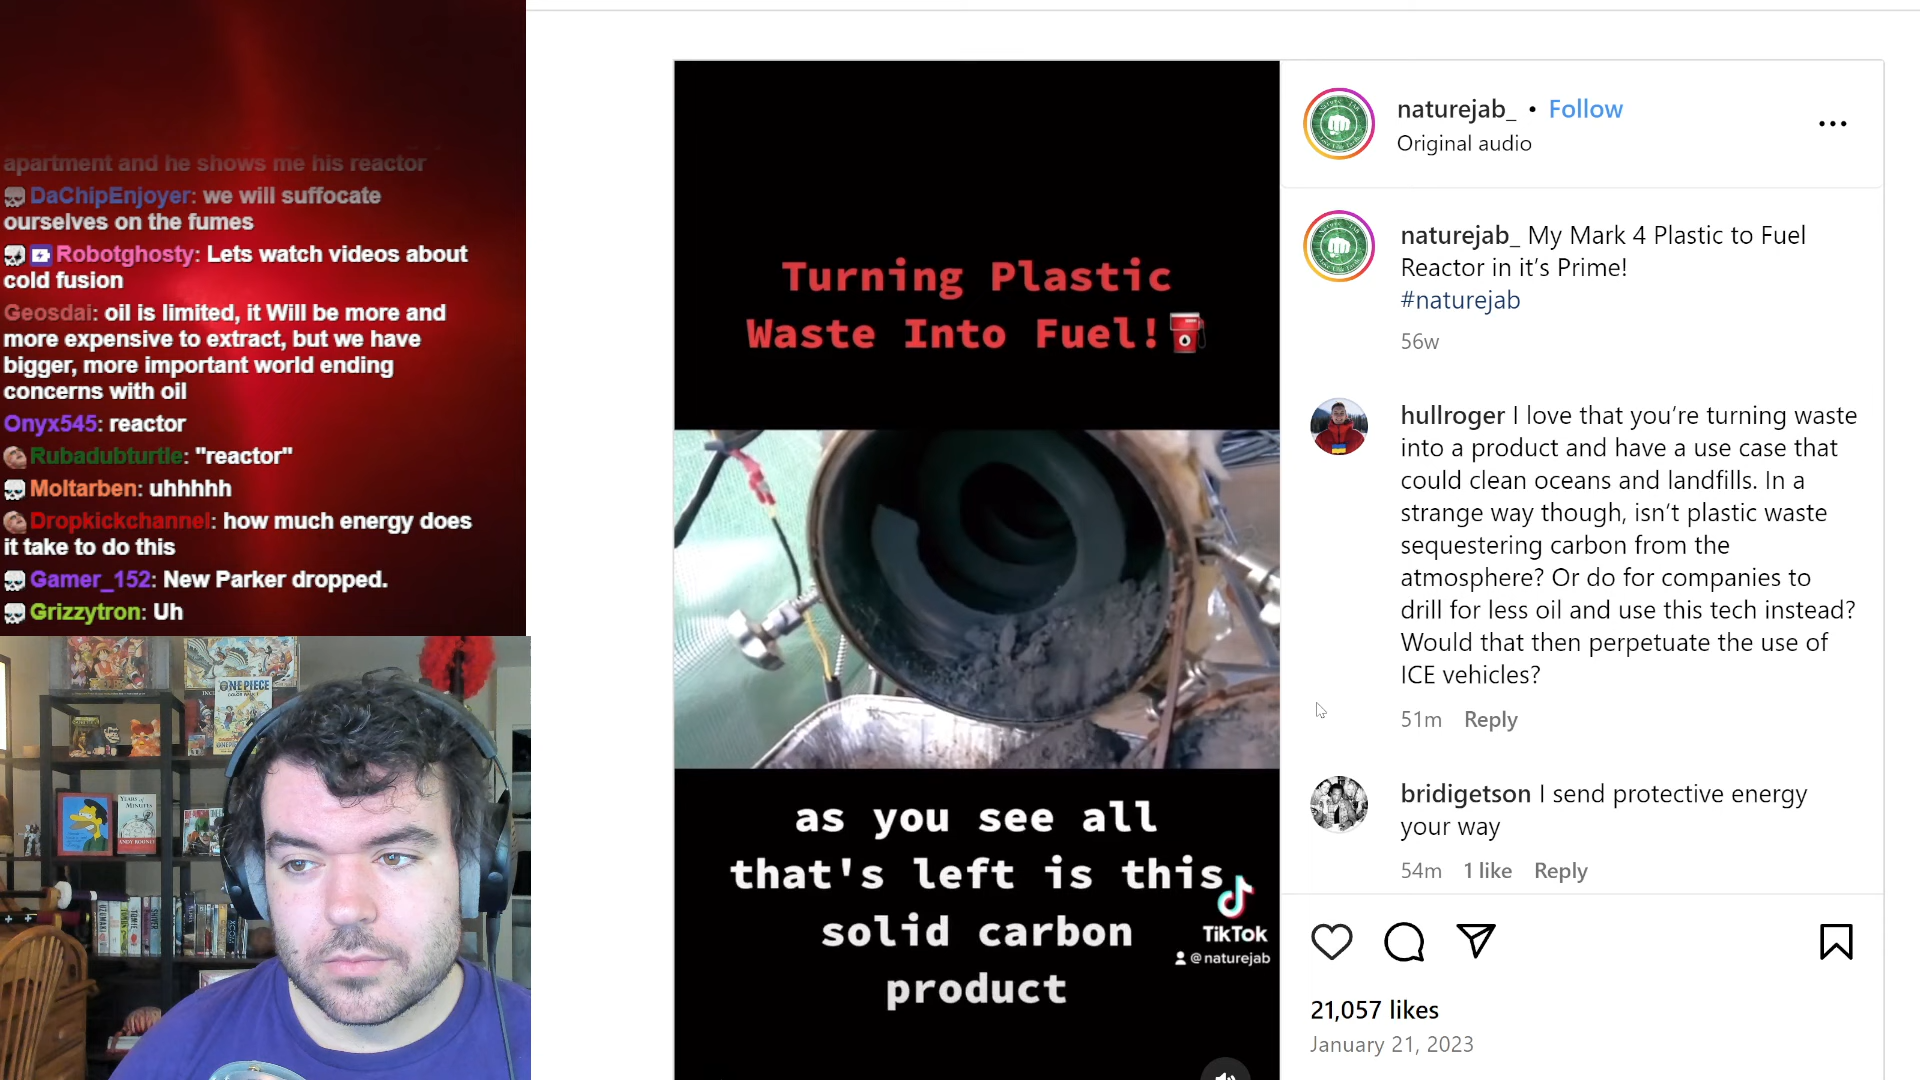 apartment and he shows me his reactor
DaChipEnjoyer: we will suffocate
ourselves on the fumes
Robotghosty: Lets watch videos about
cold fusion
Geosdai: oil is limited, it Will be more and
more expensive to extract, but we have
bigger, more important world ending
concerns with oil
Onyx545: reactor
Rubadubturtle: "reactor"
Moltarben: uhhhhh
Dropkickchannel: how much energy does
it take to do this
Gamer_152: New Parker dropped.
Grizzytron: Uh
ONE PIECE
YEARS of
MINUTES
ANDY ROONEY
Turning Plastic
Waste Into Fuel!
as you see all
that's left is this
solid carbon
product
TikTok
@naturejab
naturejab_ • Follow
Original audio
naturejab_ My Mark 4 Plastic to Fuel
Reactor in it’s Prime!
#naturejab
56w
hullroger I love that you’re turning waste
into a product and have a use case that
could clean oceans and landfills. In a
strange way though, isn’t plastic waste
sequestering carbon from the
atmosphere? Or do for companies to
drill for less oil and use this tech instead?
Would that then perpetuate the use of
ICE vehicles?
51m Reply
bridigetson I send protective energy
your way
54m 1 like Reply
21,057 likes
January 21, 2023